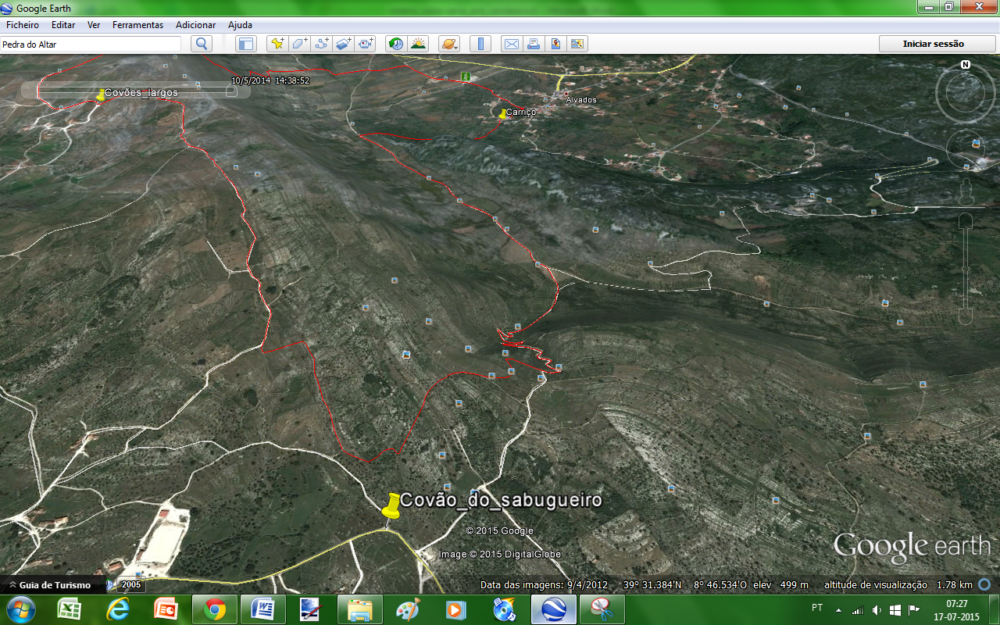 Google Earth
Ficheiro Editar Ver Ferramentas Adicionar Ajuda
Pedra do Altar
Iniciar sessão
10/5/2014 14:38:52
N
Covões_largos
Alvados
Carriço
Covão_do_sabugueiro
© 2015 Google
Image © 2015 DigitalGlobe
Google earth
Guia de Turismo
2005
Data das imagens: 9/4/2012 39° 31.384'N 8° 46.534'O elev 499 m altitude de visualização 1.78 km
PT
07:27
17-07-2015